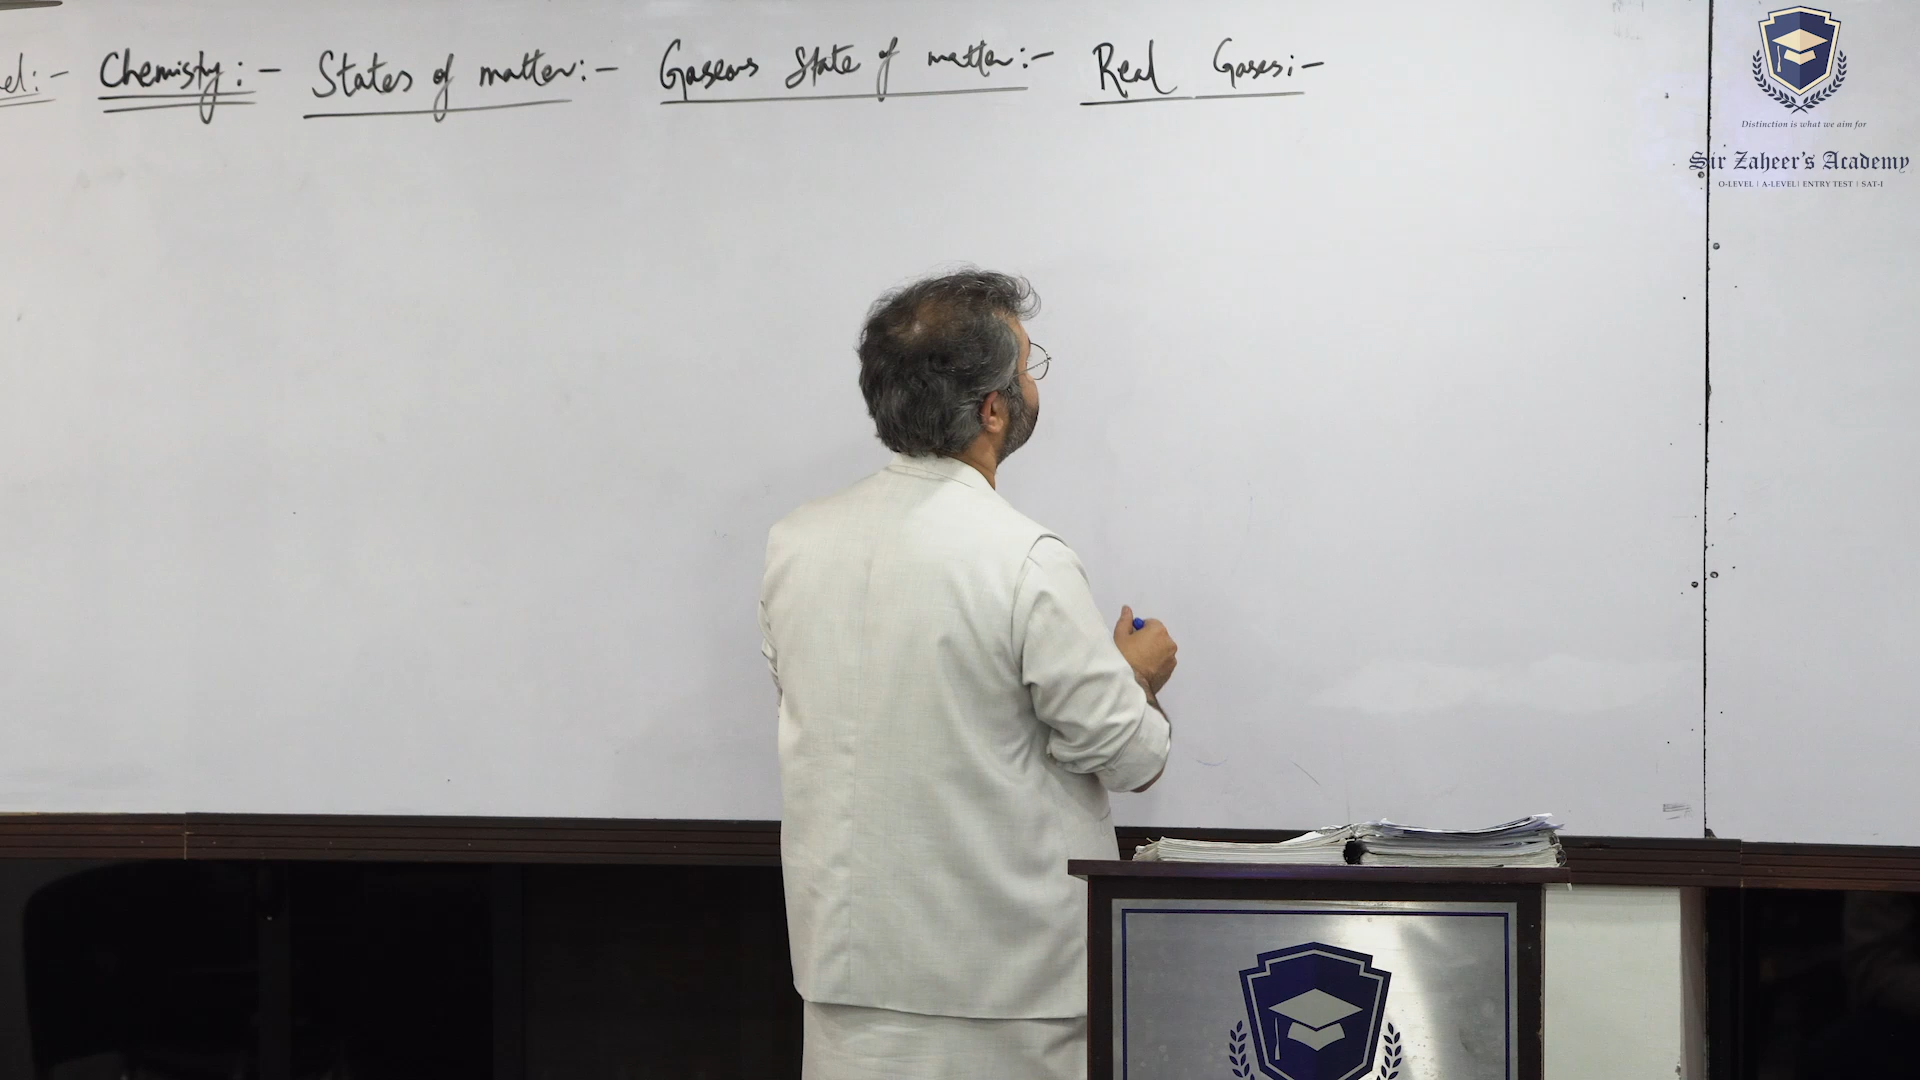 el:- Chemistry:- States of matter:- Gaseous State of matter:- Real Gases:-
Distinction is what we aim for
Sir Zaheer's Academy
O-LEVEL | A-LEVEL | ENTRY TEST | SAT-I